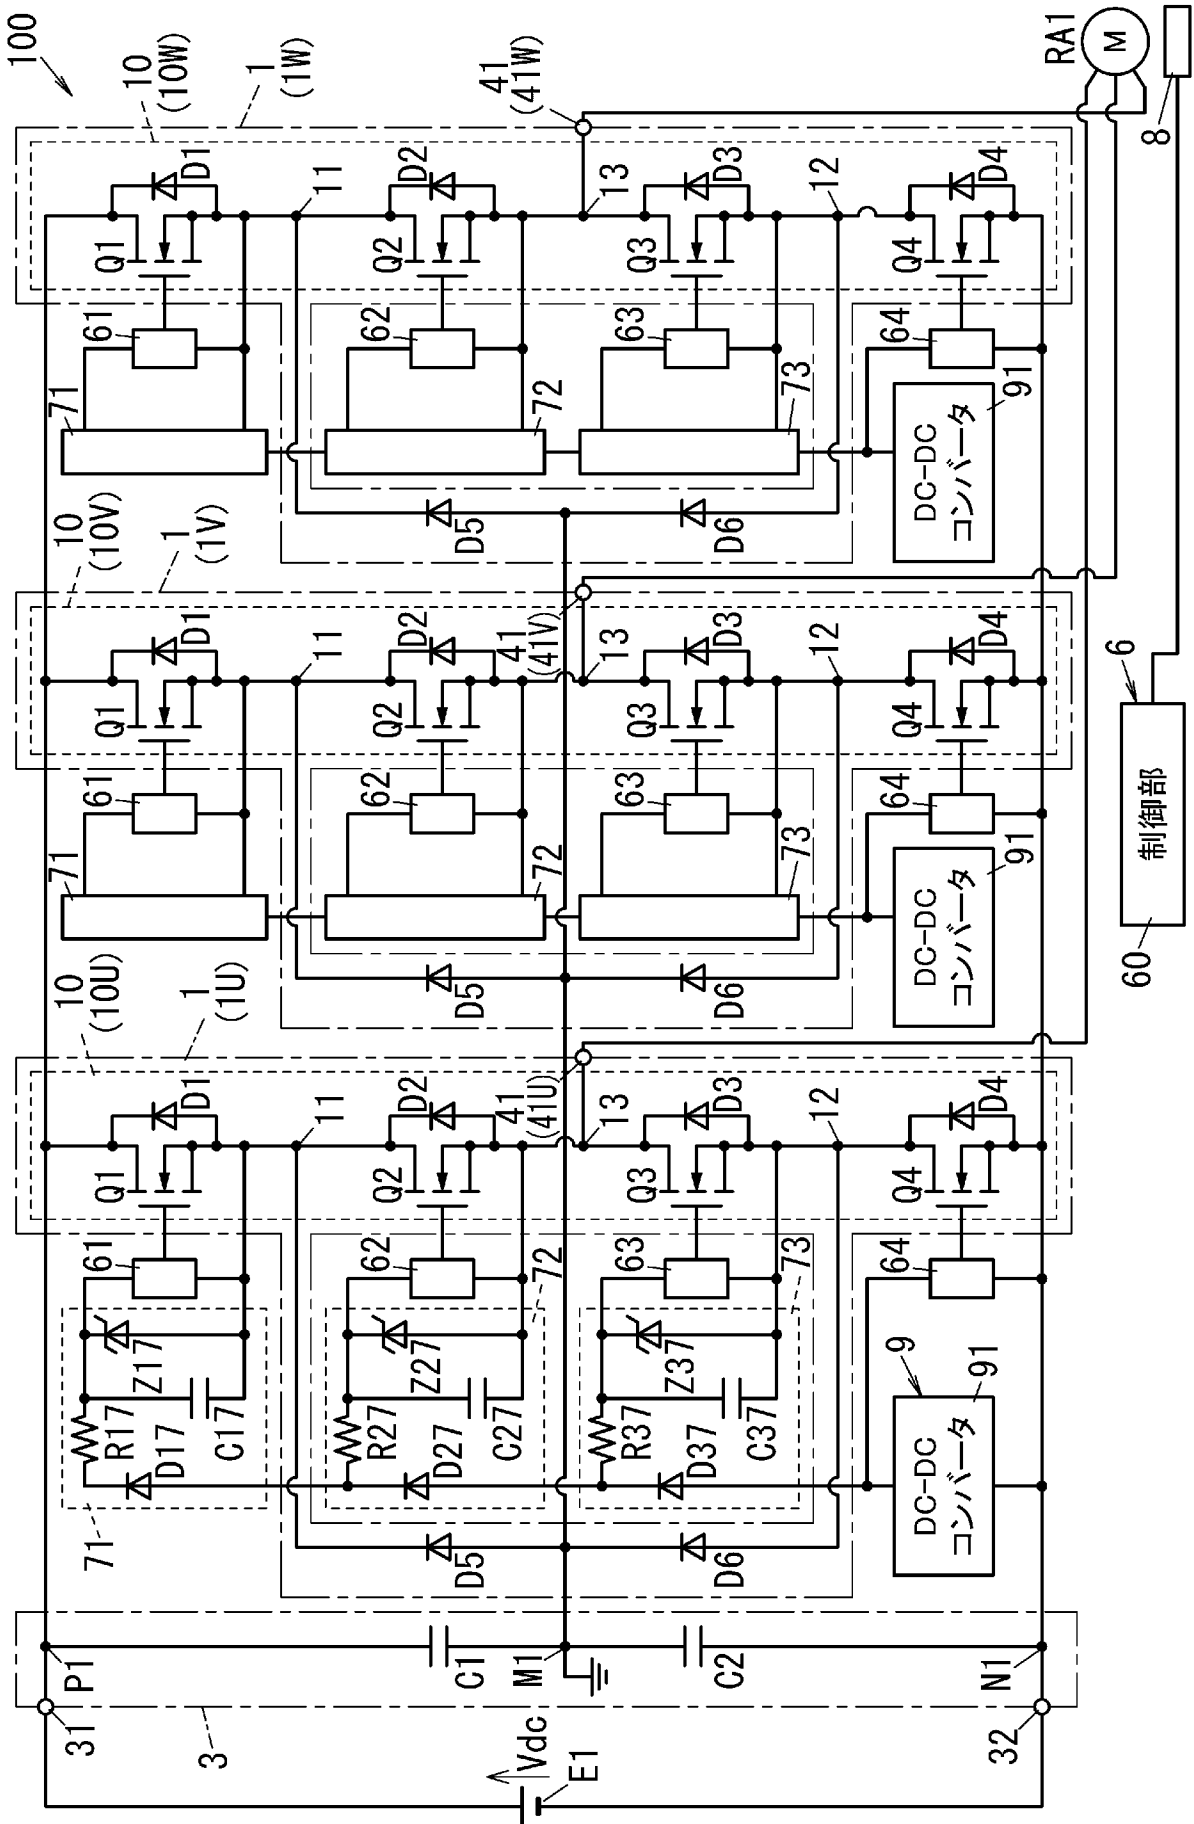 100
31
3
Vdc
E1
32
P1
C1
M1
C2
N1
10
(10U)
1
(1U)
71
R17
D17
Z17
C17
61
Q1
D1
11
D5
R27
D27
Z27
C27
62
72
Q2
D2
41
(41U)
13
D6
R37
D37
Z37
C37
63
73
Q3
D3
12
9
91
DC-DC
コンバータ
64
Q4
D4
10
(10V)
1
(1V)
71
61
Q1
D1
11
D5
72
62
Q2
D2
41
(41V)
13
D6
73
63
Q3
D3
12
91
DC-DC
コンバータ
64
Q4
D4
10
(10W)
1
(1W)
71
61
Q1
D1
11
D5
72
62
Q2
D2
41
(41W)
13
D6
73
63
Q3
D3
12
91
DC-DC
コンバータ
64
Q4
D4
60
制御部
6
RA1
M
8